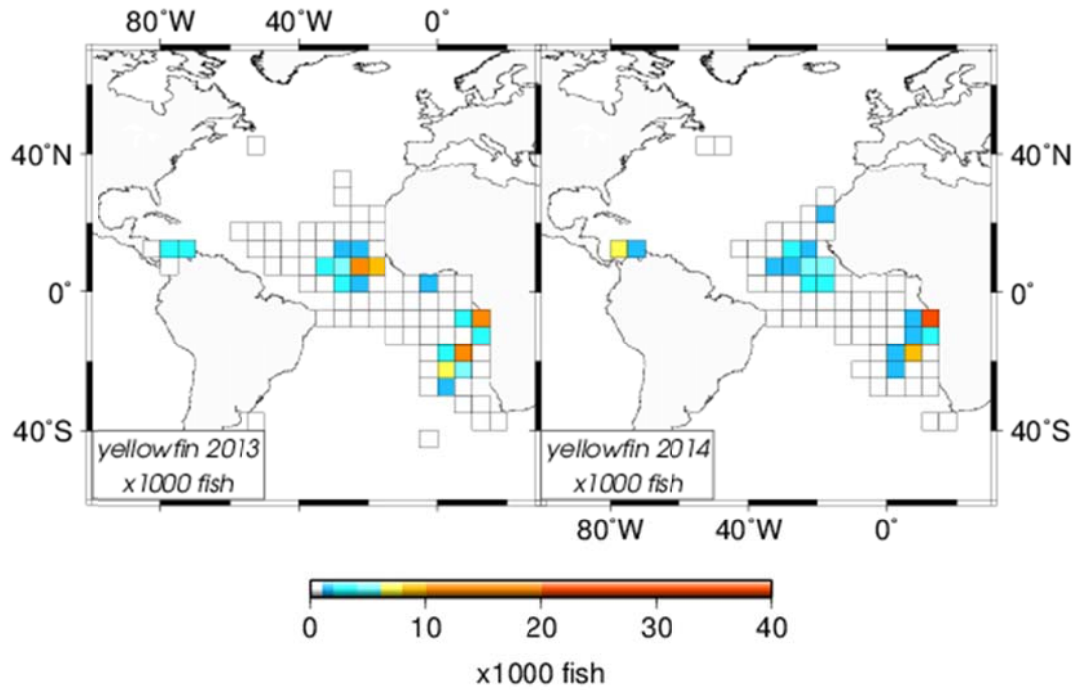 80˚W 40˚W 0˚
40˚N 40˚N
0˚ 0˚
40˚S 40˚S
yellowfin 2013 yellowfin 2014
x1000 fish x1000 fish
80˚W 40˚W 0˚
0 10 20 30 40
x1000 fish